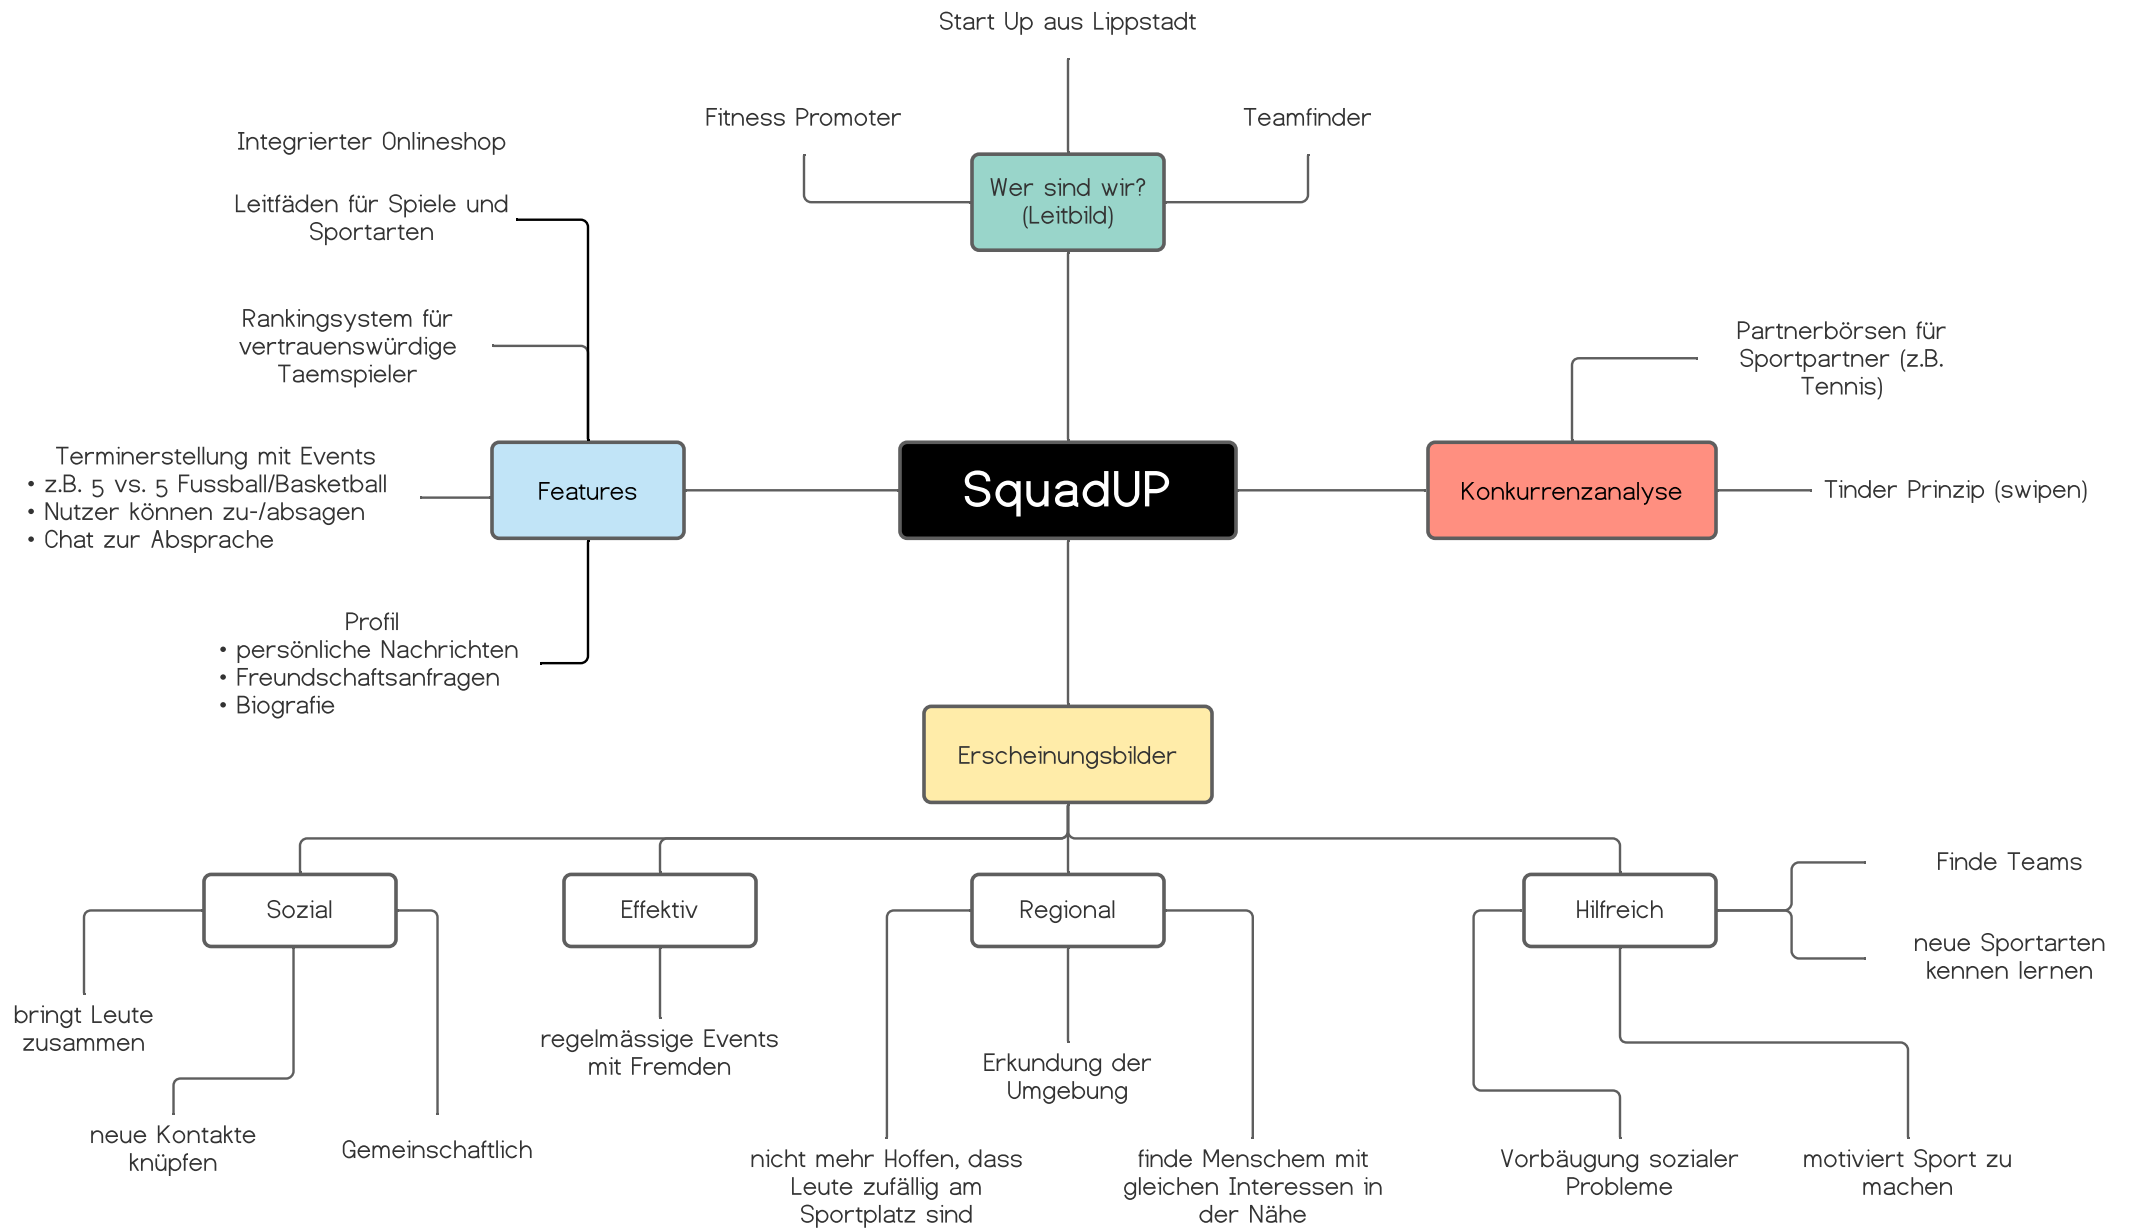 Start Up aus Lippstadt
Fitness Promoter
Teamfinder
Wer sind wir?
(Leitbild)
Integrierter Onlineshop
Leitfäden für Spiele und
Sportarten
Rankingsystem für
vertrauenswürdige
Taemspieler
Terminerstellung mit Events
• z.B. 5 vs. 5 Fussball/Basketball
• Nutzer können zu-/absagen
• Chat zur Absprache
Features
Profil
• persönliche Nachrichten
• Freundschaftsanfragen
• Biografie
SquadUP
Konkurrenzanalyse
Partnerbörsen für
Sportpartner (z.B.
Tennis)
Tinder Prinzip (swipen)
Erscheinungsbilder
Sozial
bringt Leute
zusammen
neue Kontakte
knüpfen
Gemeinschaftlich
Effektiv
regelmässige Events
mit Fremden
Regional
nicht mehr Hoffen, dass
Leute zufällig am
Sportplatz sind
Erkundung der
Umgebung
finde Menschem mit
gleichen Interessen in
der Nähe
Hilfreich
Finde Teams
neue Sportarten
kennen lernen
Vorbäugung sozialer
Probleme
motiviert Sport zu
machen